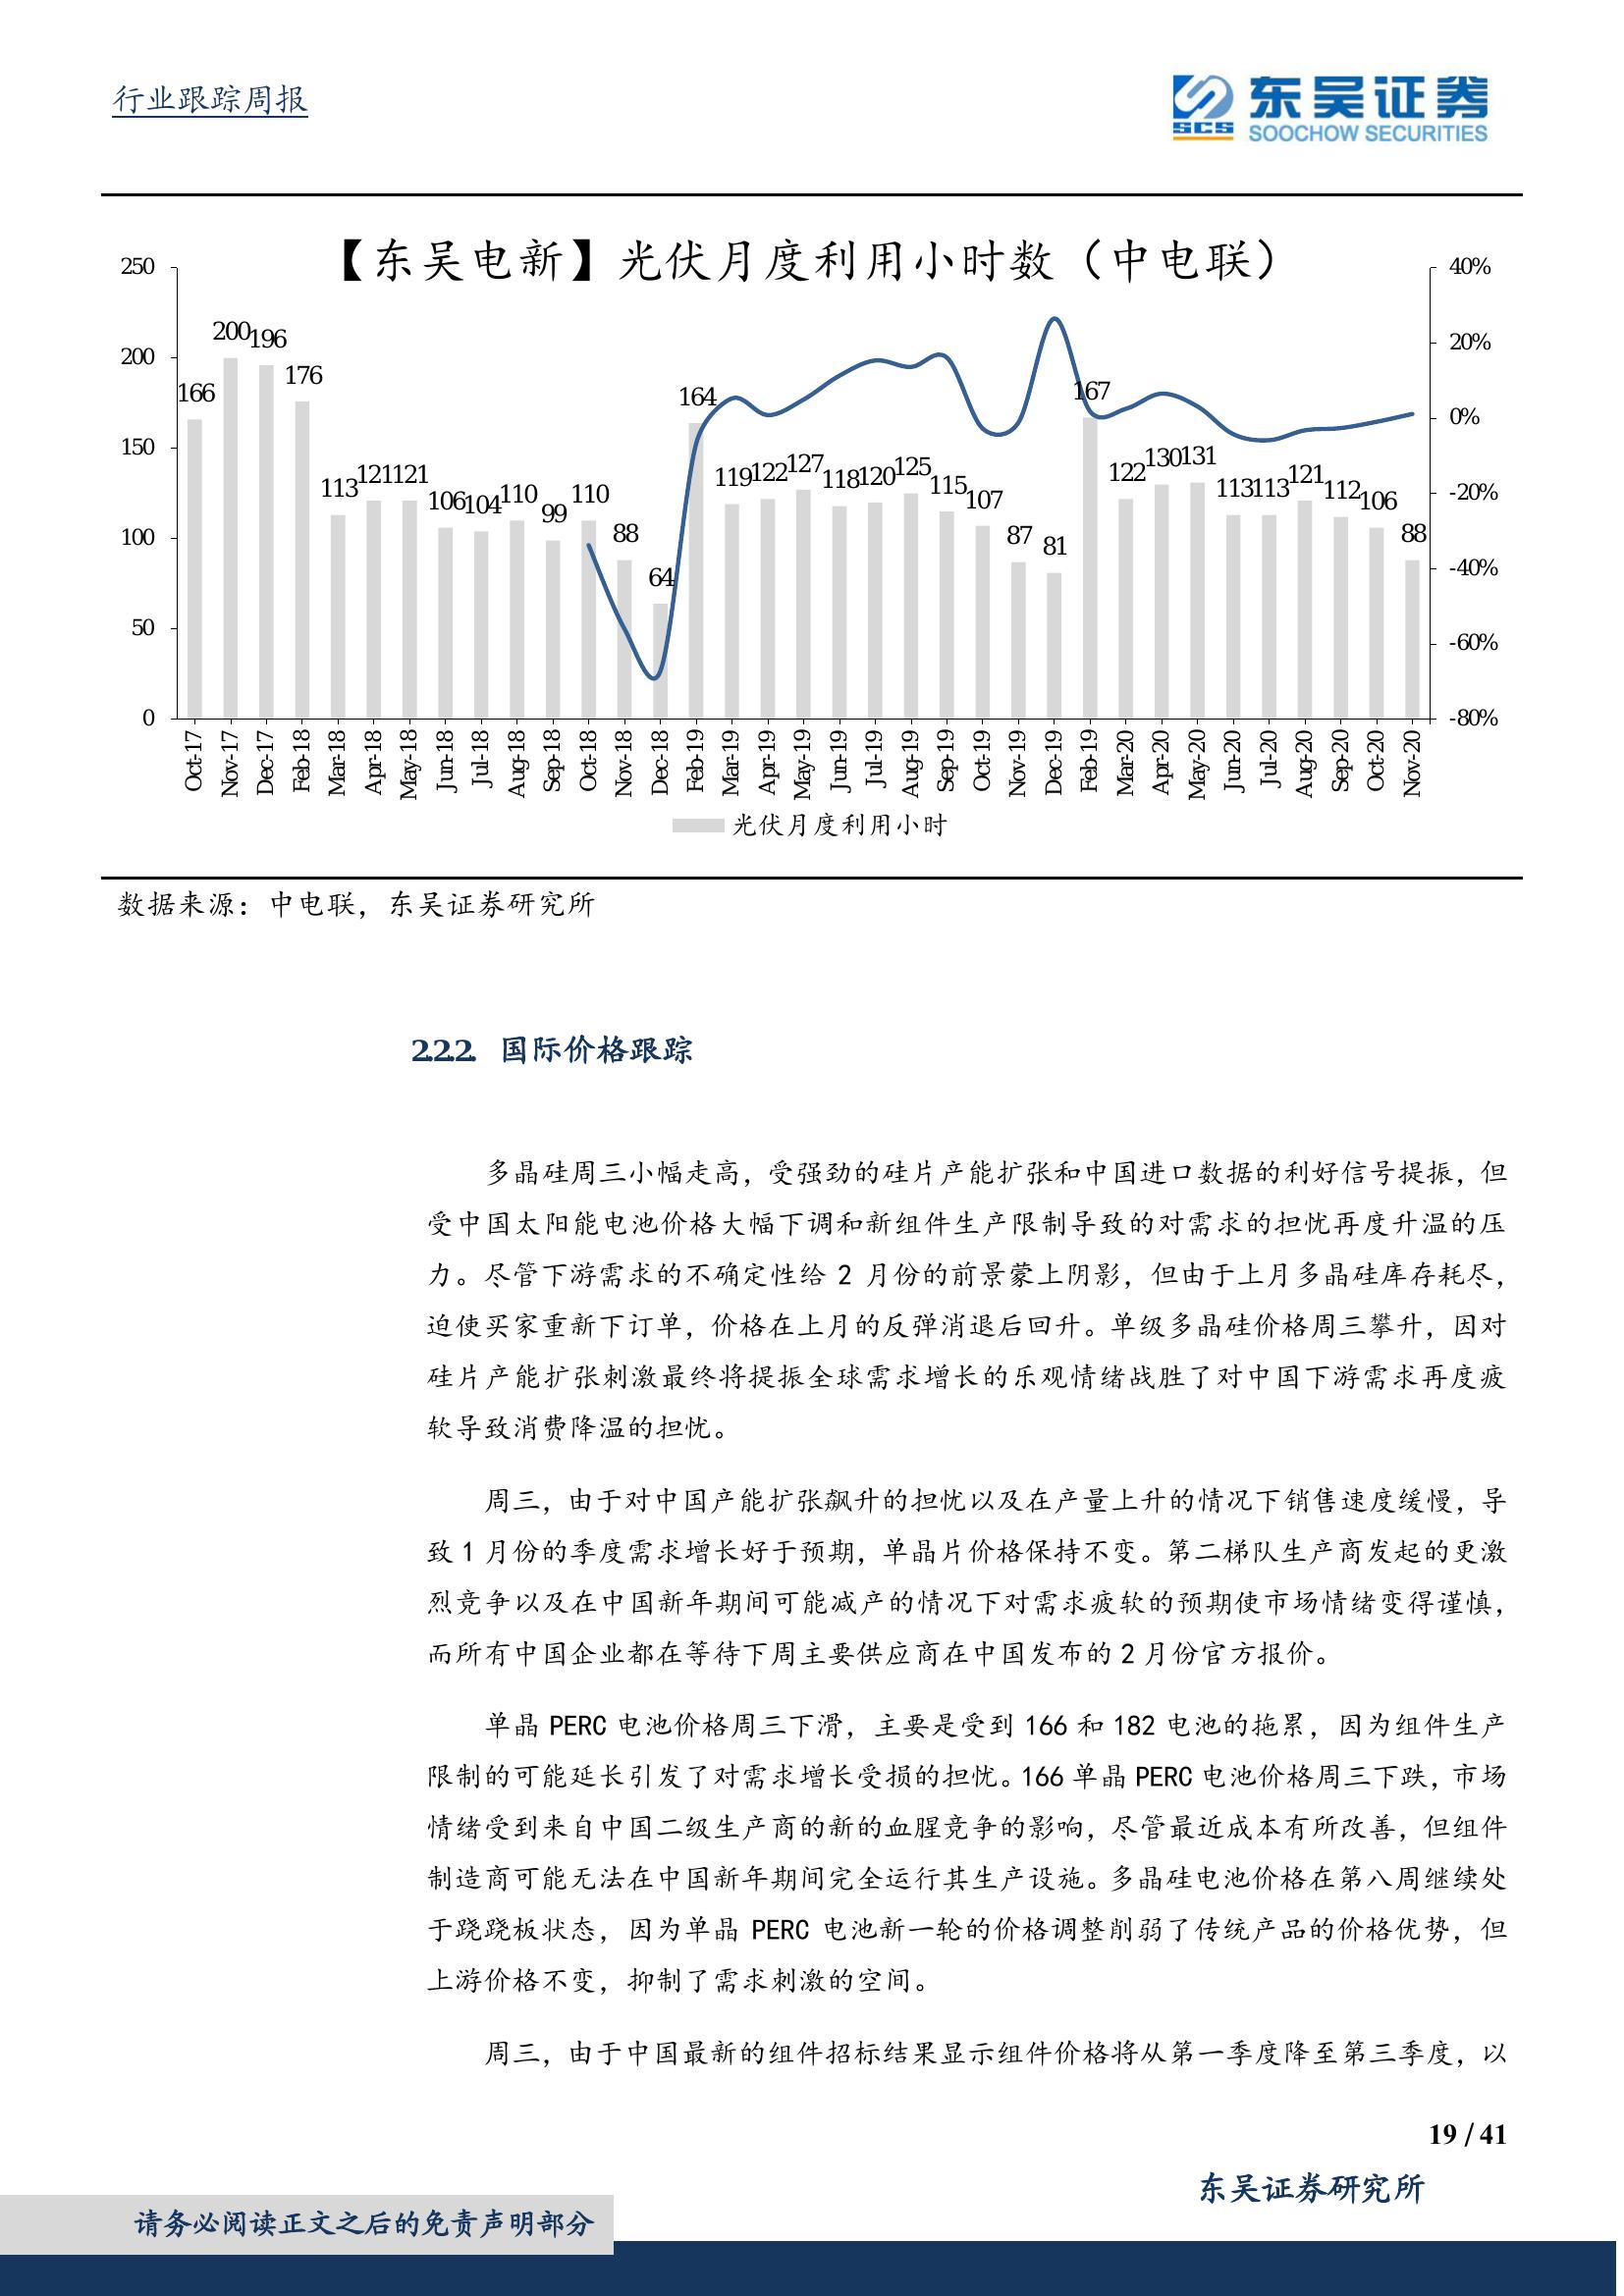 行业跟踪周报
SCS 东吴证券
SOOCHOW SECURITIES
【东吴电新】光伏月度利用小时数（中电联）
250 200 150 100 50 0
40% 20% 0% -20% -40% -60% -80%
166 200 196 176 113 121 121 106 104 110 99 110 88 64 164 119 122 127 118 120 125 115 107 87 81 167 122 130 131 113 113 121 112 106 88
Oct-17 Nov-17 Dec-17 Feb-18 Mar-18 Apr-18 May-18 Jun-18 Jul-18 Aug-18 Sep-18 Oct-18 Nov-18 Dec-18 Feb-19 Mar-19 Apr-19 May-19 Jun-19 Jul-19 Aug-19 Sep-19 Oct-19 Nov-19 Dec-19 Feb-19 Mar-20 Apr-20 May-20 Jun-20 Jul-20 Aug-20 Sep-20 Oct-20 Nov-20
光伏月度利用小时
数据来源：中电联，东吴证券研究所
2.2.2. 国际价格跟踪
多晶硅周三小幅走高，受强劲的硅片产能扩张和中国进口数据的利好信号提振，但
受中国太阳能电池价格大幅下调和新组件生产限制导致的对需求的担忧再度升温的压
力。尽管下游需求的不确定性给 2 月份的前景蒙上阴影，但由于上月多晶硅库存耗尽，
迫使买家重新下订单，价格在上月的反弹消退后回升。单级多晶硅价格周三攀升，因对
硅片产能扩张刺激最终将提振全球需求增长的乐观情绪战胜了对中国下游需求再度疲
软导致消费降温的担忧。
周三，由于对中国产能扩张飙升的担忧以及在产量上升的情况下销售速度缓慢，导
致 1 月份的季度需求增长好于预期，单晶片价格保持不变。第二梯队生产商发起的更激
烈竞争以及在中国新年期间可能减产的情况下对需求疲软的预期使市场情绪变得谨慎，
而所有中国企业都在等待下周主要供应商在中国发布的 2 月份官方报价。
单晶 PERC 电池价格周三下滑，主要是受到 166 和 182 电池的拖累，因为组件生产
限制的可能延长引发了对需求增长受损的担忧。166 单晶 PERC 电池价格周三下跌，市场
情绪受到来自中国二级生产商的新的血腥竞争的影响，尽管最近成本有所改善，但组件
制造商可能无法在中国新年期间完全运行其生产设施。多晶硅电池价格在第八周继续处
于跷跷板状态，因为单晶 PERC 电池新一轮的价格调整削弱了传统产品的价格优势，但
上游价格不变，抑制了需求刺激的空间。
周三，由于中国最新的组件招标结果显示组件价格将从第一季度降至第三季度，以
19 / 41
东吴证券研究所
请务必阅读正文之后的免责声明部分